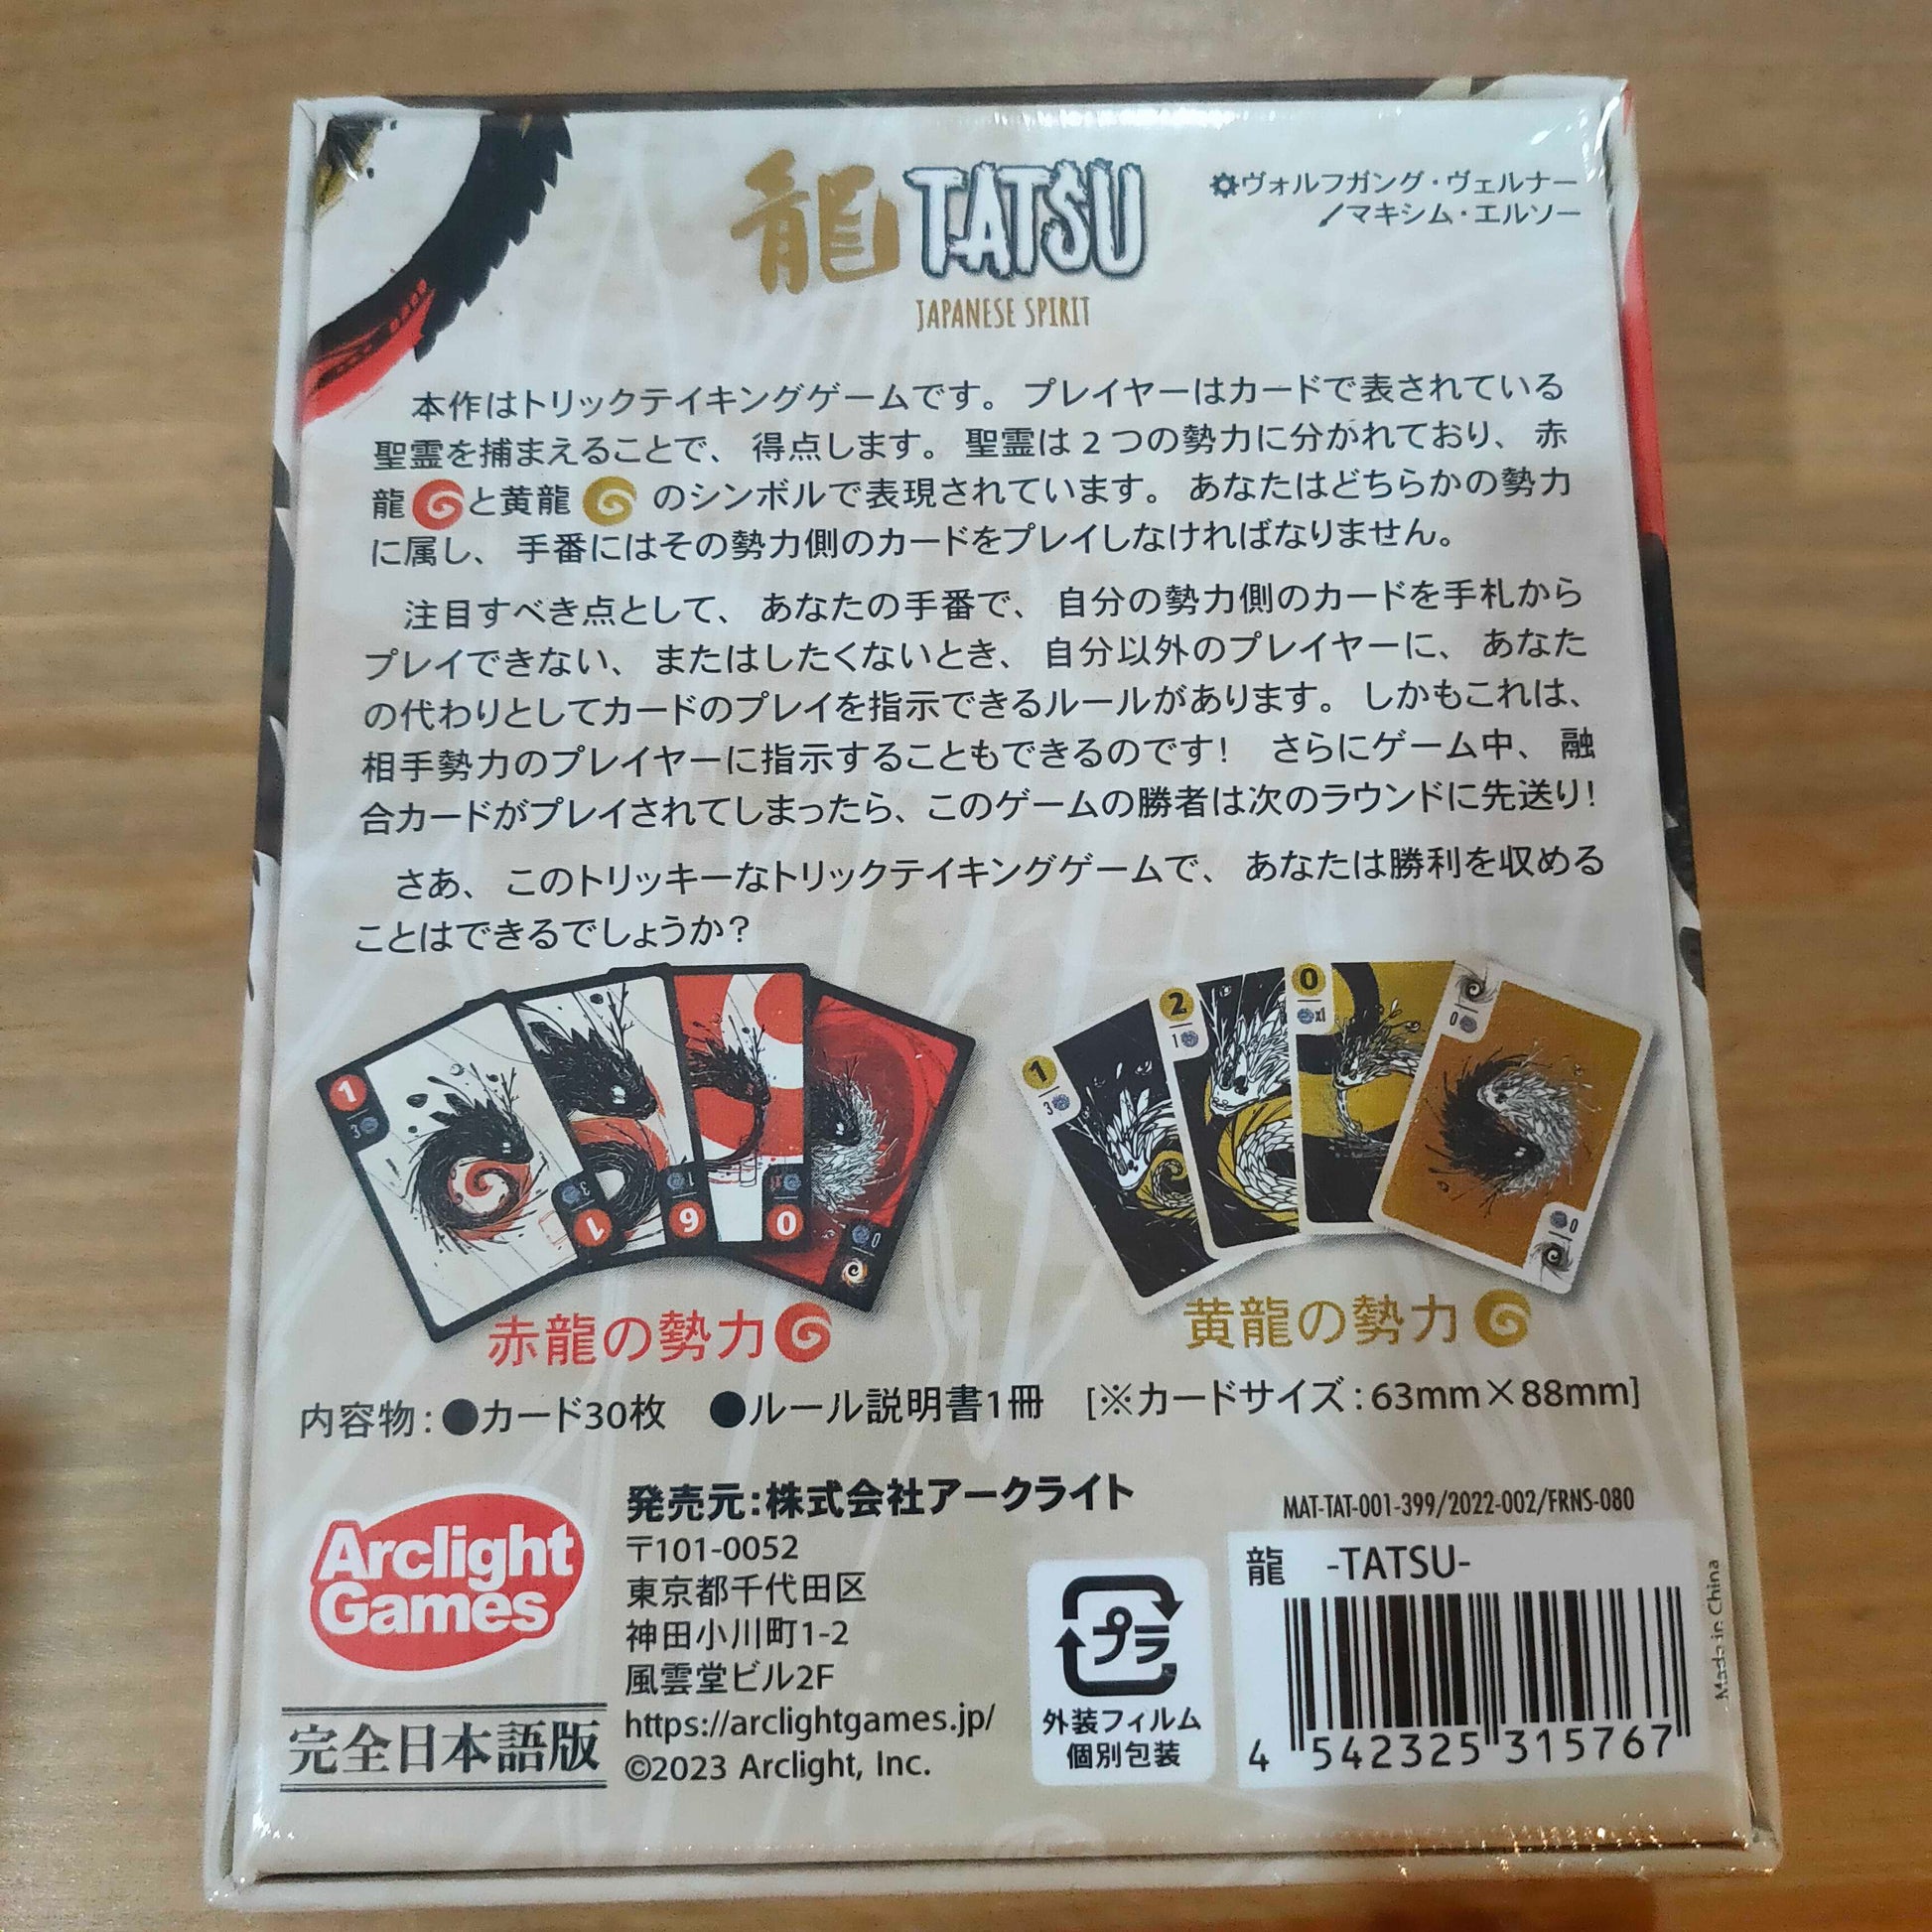 龍 TATSU
JAPANESE SPIRIT
ヴォルフガング・ヴェルナー
マキシム・エルソー
本作はトリックテイキングゲームです。プレイヤーはカードで表されている
聖霊を捕まえることで、得点します。聖霊は2つの勢力に分かれており、赤
龍と黄龍のシンボルで表現されています。あなたはどちらかの勢力
に属し、手番にはその勢力側のカードをプレイしなければなりません。
注目すべき点として、あなたの手番で、自分の勢力側のカードを手札から
プレイできない、またはしたくないとき、自分以外のプレイヤーに、あなた
の代わりとしてカードのプレイを指示できるルールがあります。しかもこれは、
相手勢力のプレイヤーに指示することもできるのです! さらにゲーム中、融
合カードがプレイされてしまったら、このゲームの勝者は次のラウンドに先送り!
さあ、このトリッキーなトリックテイキングゲームで、あなたは勝利を収める
ことはできるでしょうか?
1
3
3
1
1
6
0
0
1
3
2
1
0
x1
0
0
赤龍の勢力
黄龍の勢力
内容物:●カード30枚 ●ルール説明書1冊 [※カードサイズ:63mm×88mm]
Arclight
Games
完全日本語版
発売元:株式会社アークライト
〒101-0052
東京都千代田区
神田小川町1-2
風雲堂ビル2F
https://arclightgames.jp/
©2023 Arclight, Inc.
プラ
外装フィルム
個別包装
MAT-TAT-001-399/2022-002/FRNS-080
龍 -TATSU-
4 542325 315767
Made in China